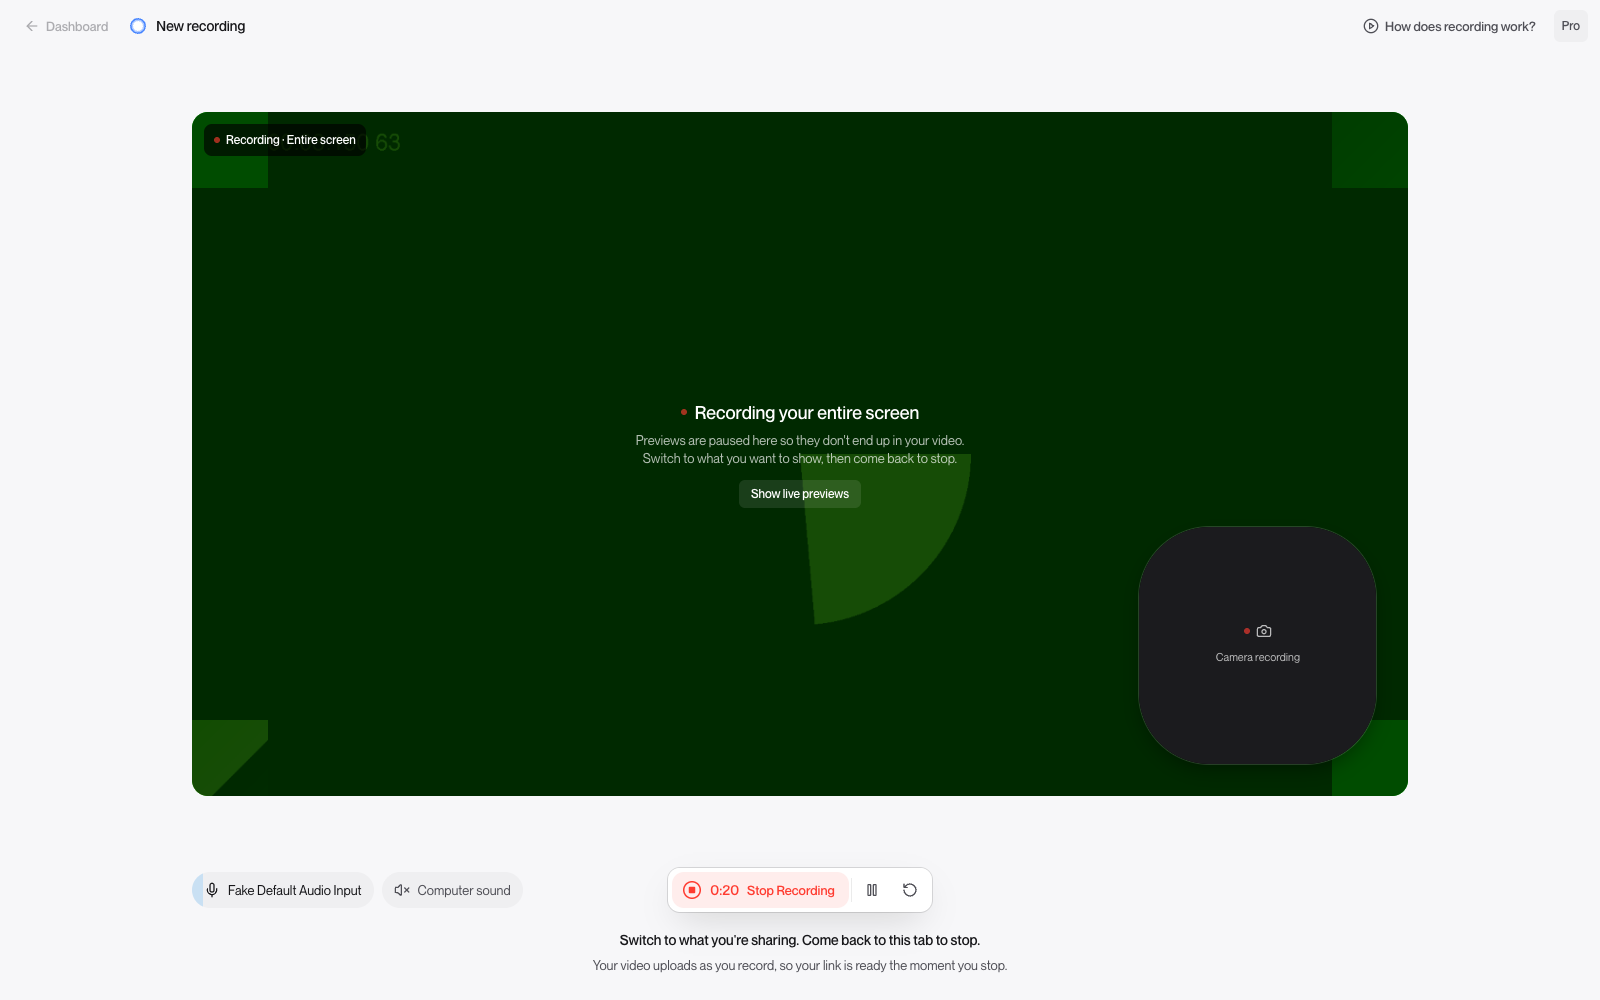 Dashboard
New recording
How does recording work?
Pro
Recording · Entire screen
63
Recording your entire screen
Previews are paused here so they don't end up in your video.
Switch to what you want to show, then come back to stop.
Show live previews
Camera recording
Fake Default Audio Input
Computer sound
0:20 Stop Recording
Switch to what you're sharing. Come back to this tab to stop.
Your video uploads as you record, so your link is ready the moment you stop.